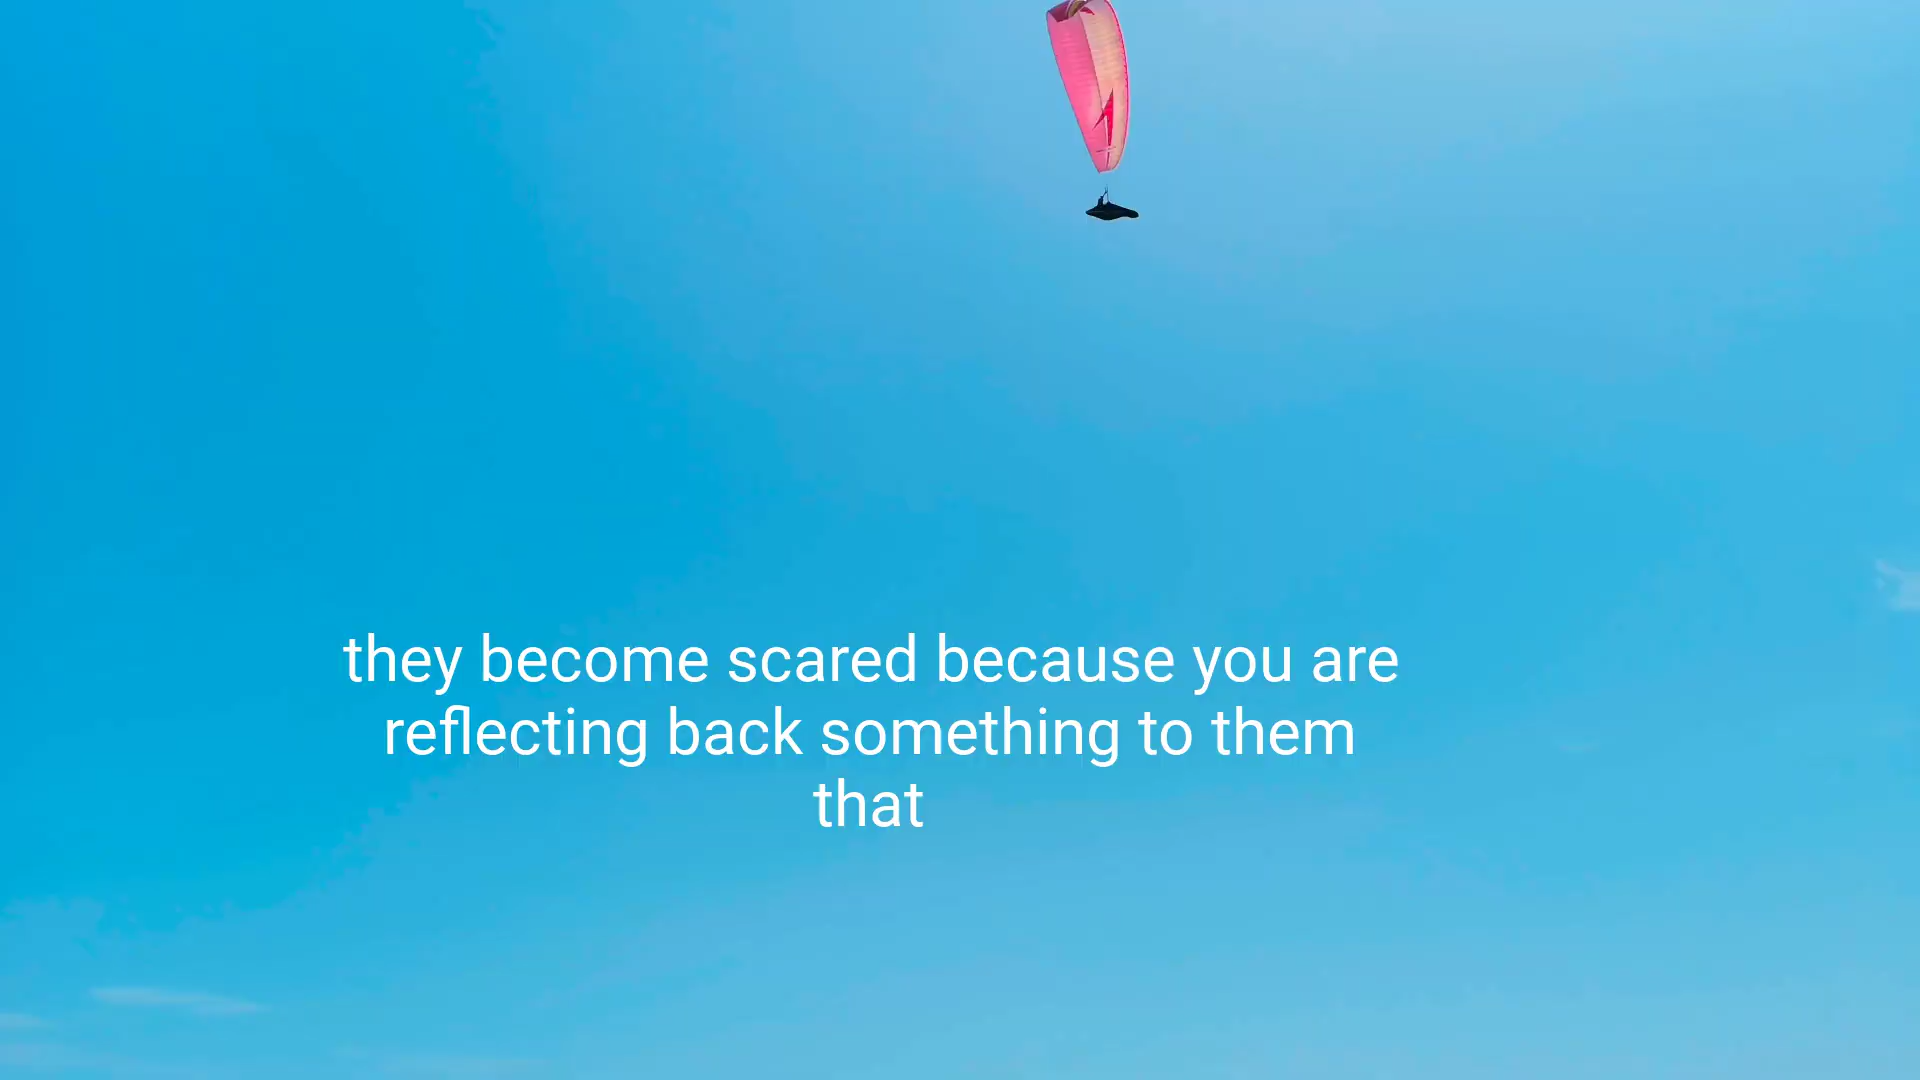 they become scared because you are
reflecting back something to them
that